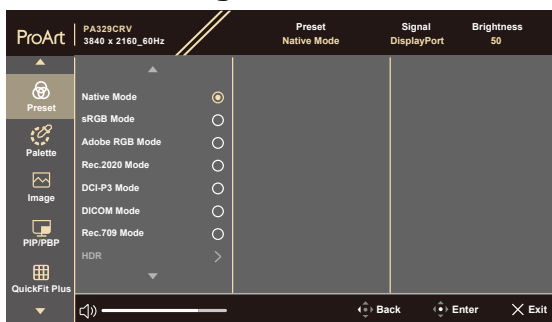 ProArt
PA329CRV
3840 x 2160_60Hz
Preset
Native Mode
Signal
DisplayPort
Brightness
50
Preset
Palette
Image
PIP/PBP
QuickFit Plus
Native Mode
sRGB Mode
Adobe RGB Mode
Rec.2020 Mode
DCI-P3 Mode
DICOM Mode
Rec.709 Mode
HDR
Back
Enter
Exit